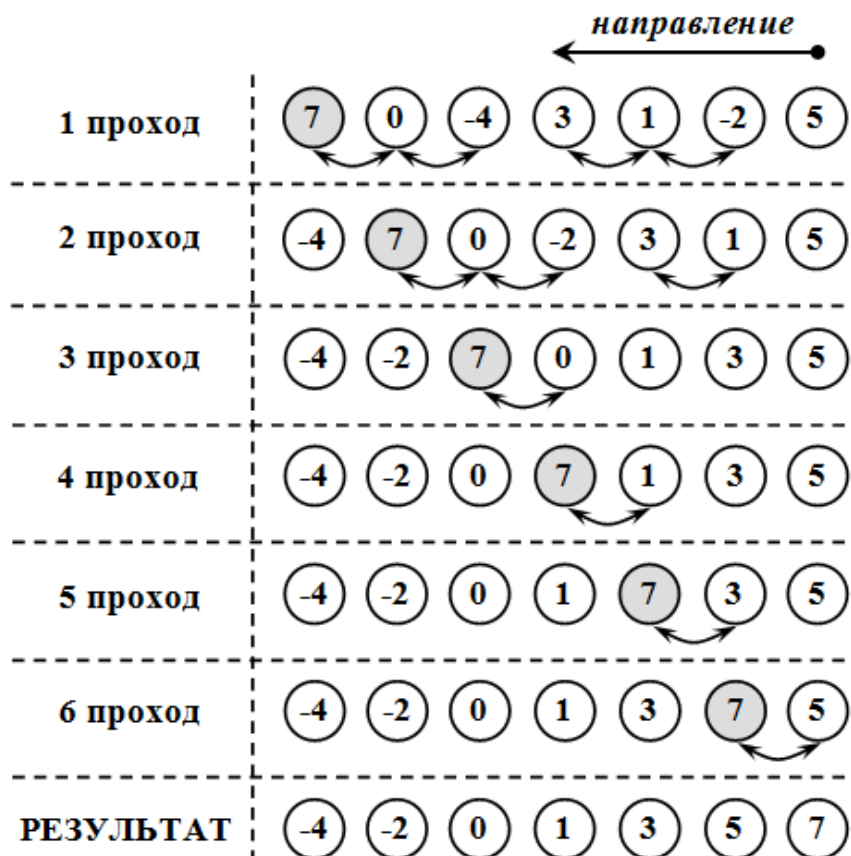 направление
1 проход 7 0 -4 3 1 -2 5
2 проход -4 7 0 -2 3 1 5
3 проход -4 -2 7 0 1 3 5
4 проход -4 -2 0 7 1 3 5
5 проход -4 -2 0 1 7 3 5
6 проход -4 -2 0 1 3 7 5
РЕЗУЛЬТАТ -4 -2 0 1 3 5 7